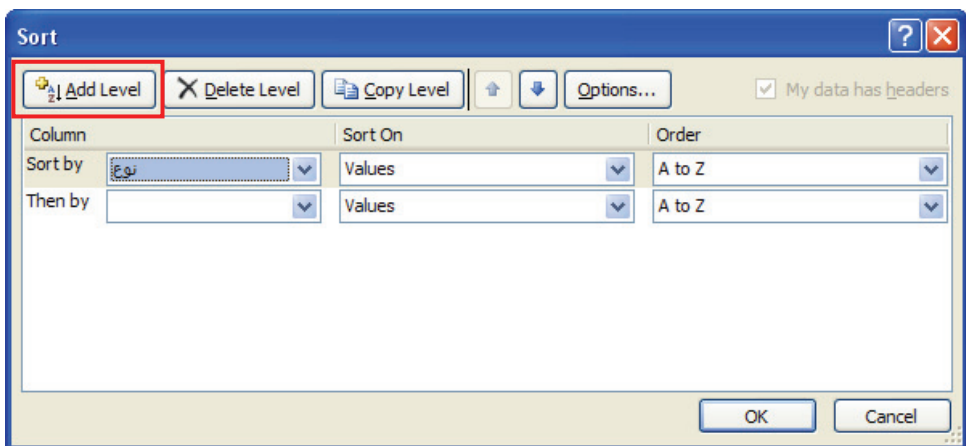 Sort
Add Level Delete Level Copy Level Options... My data has headers
Column Sort On Order
Sort by نوع Values A to Z
Then by Values A to Z
OK Cancel